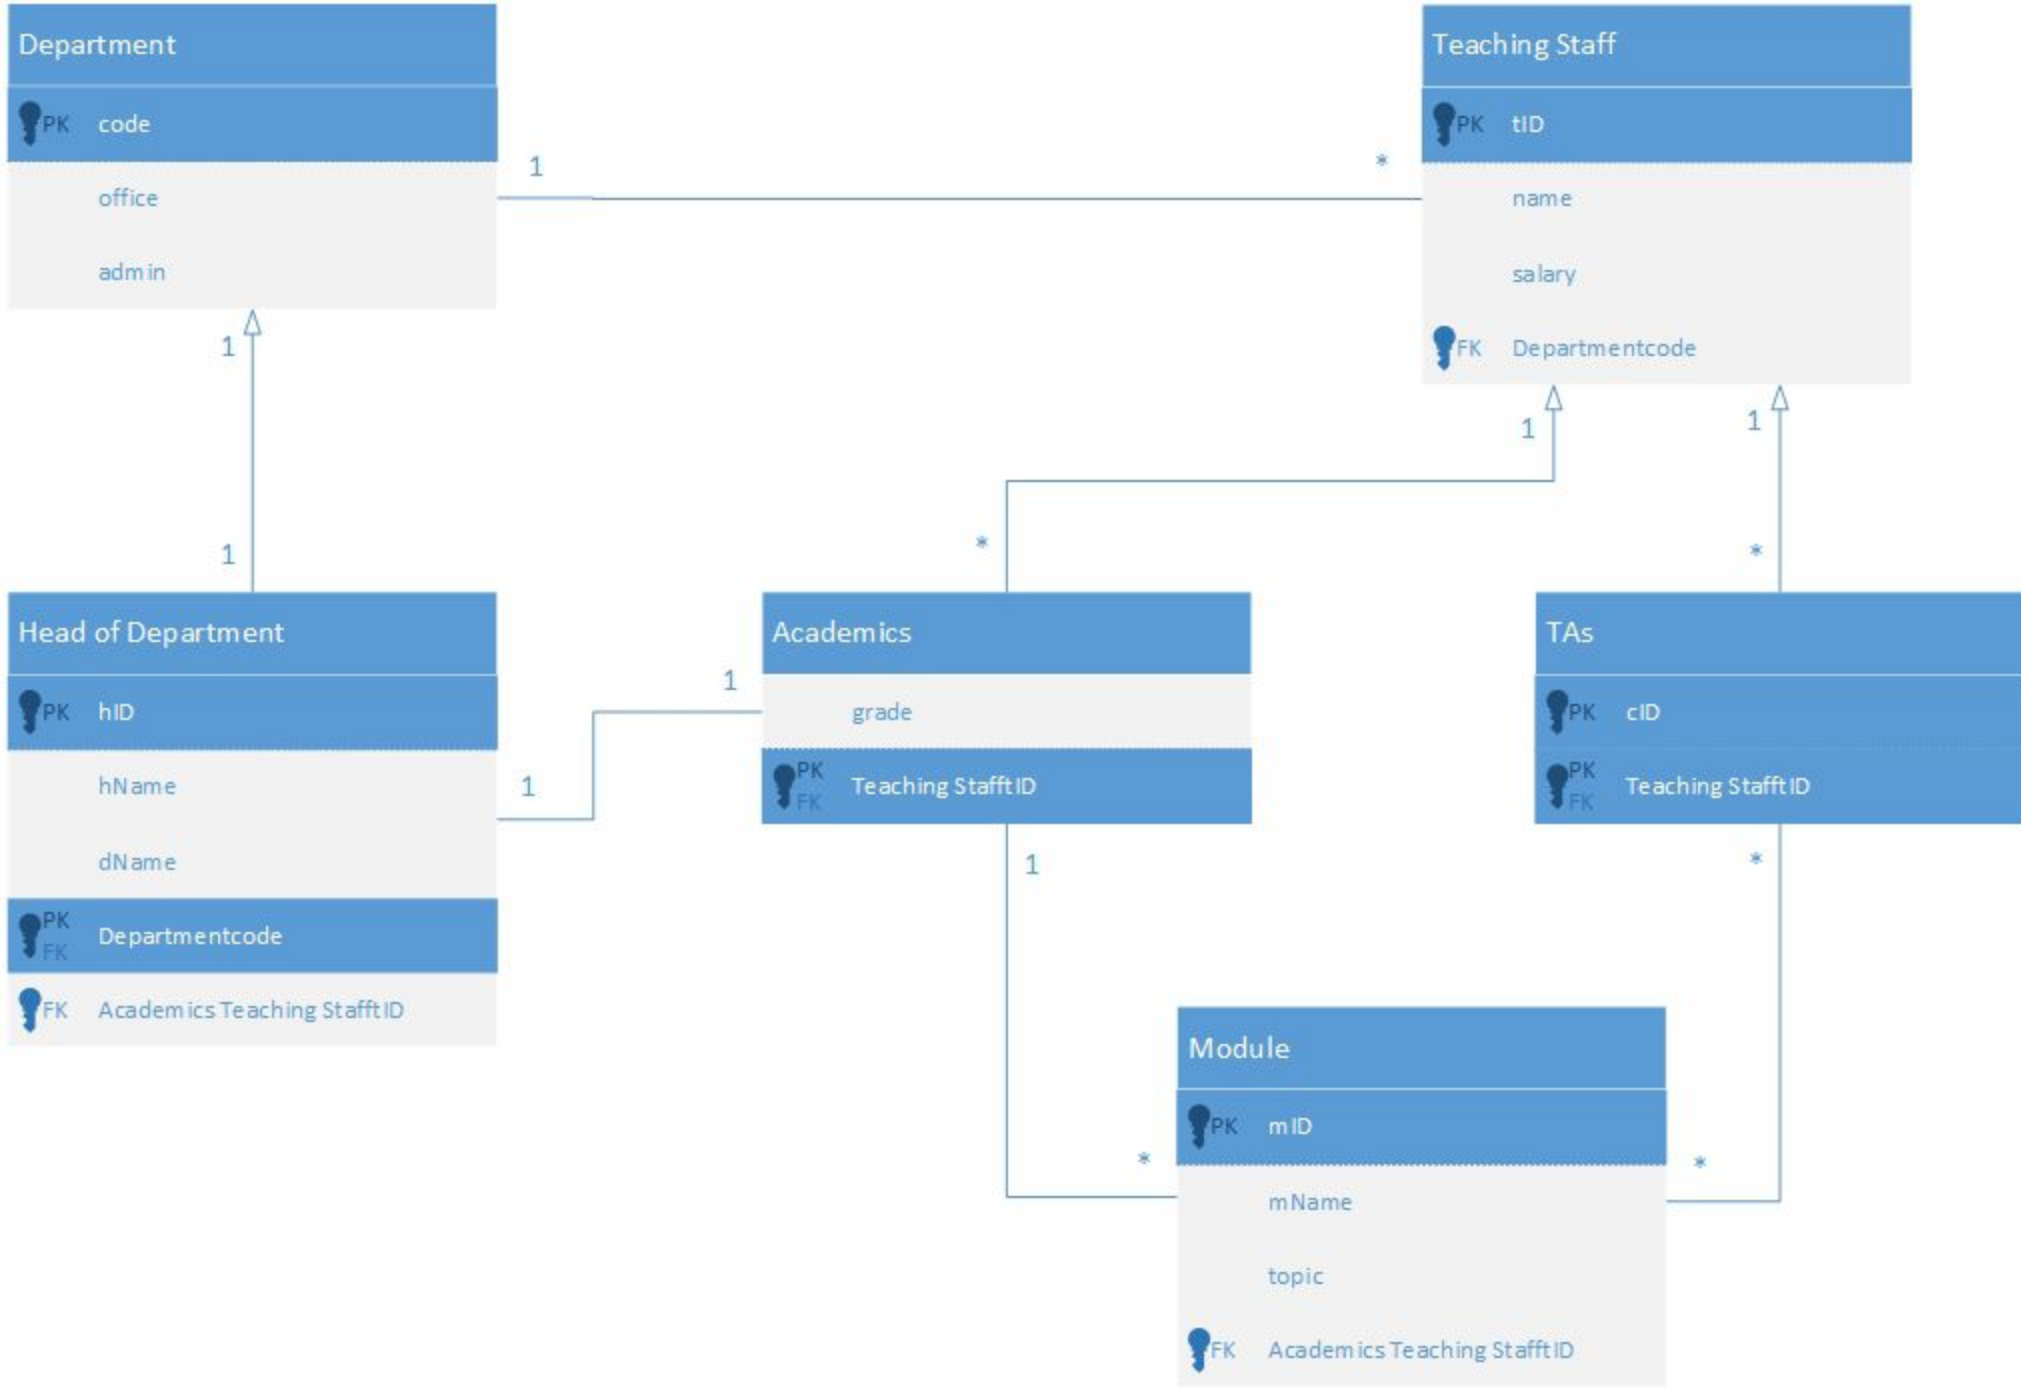 Department
PK code
office
admin
1
*
Teaching Staff
PK tID
name
salary
FK Departmentcode
1
1
1
*
1
*
Head of Department
PK hID
hName
dName
PK
FK Departmentcode
FK Academics Teaching StafftID
1
1
Academics
grade
PK
FK Teaching StafftID
TAs
PK cID
PK
FK Teaching StafftID
1
*
*
*
Module
PK mID
mName
topic
FK Academics Teaching StafftID